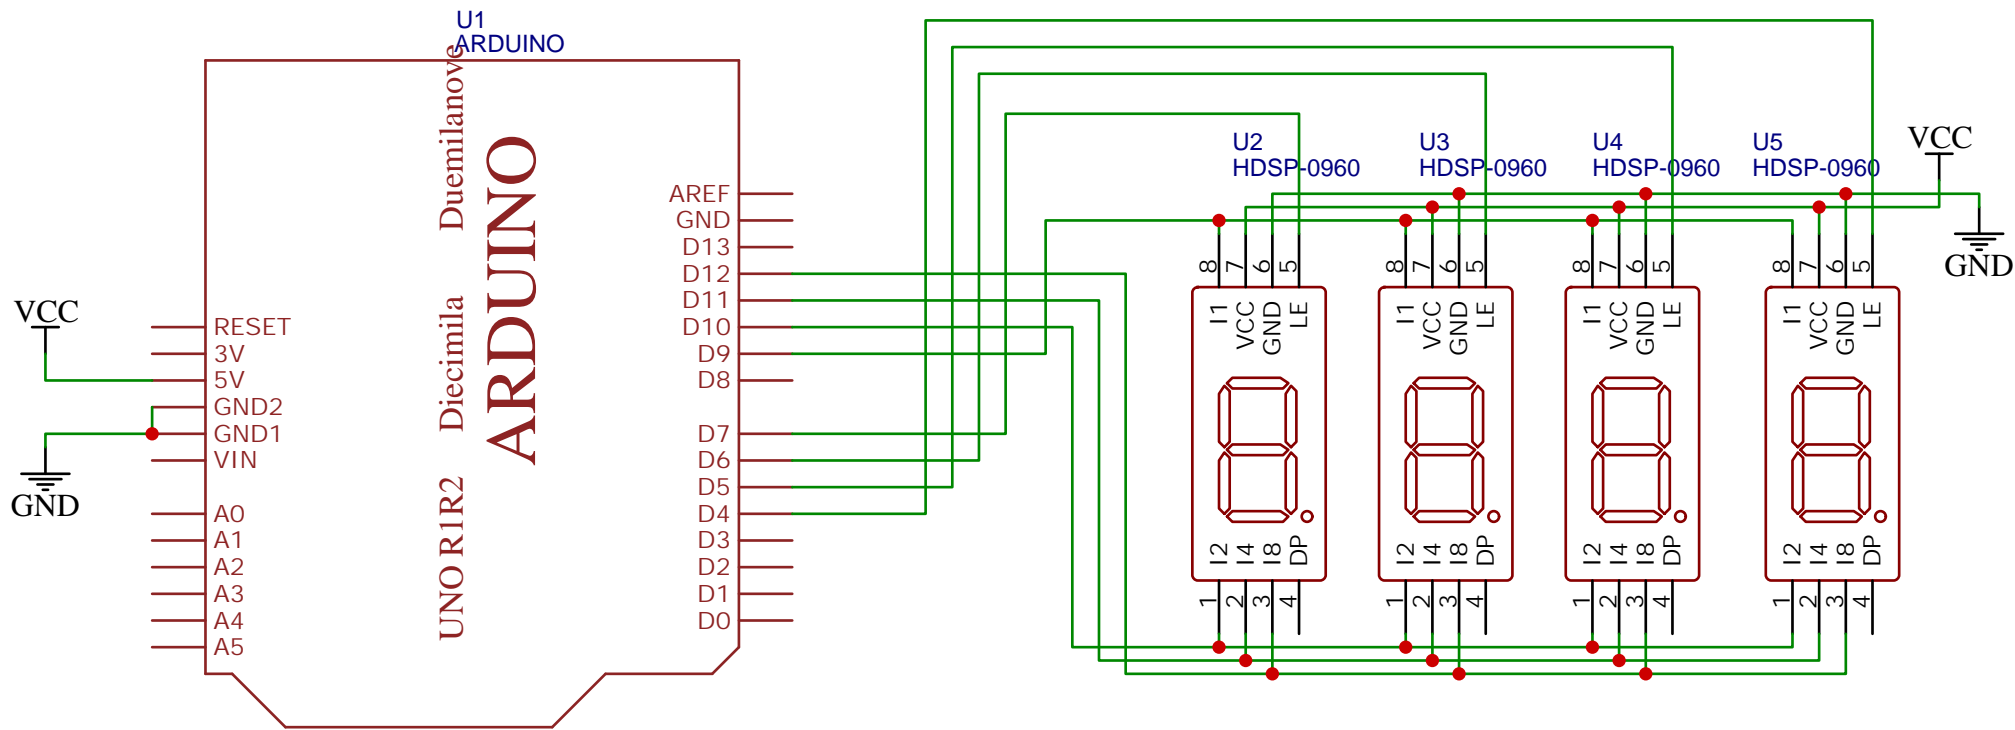 U1
ARDUINO
UNO R1R2 Diecimila Duemilanove
ARDUINO
VCC
GND
RESET
3V
5V
GND2
GND1
VIN
A0
A1
A2
A3
A4
A5
AREF
GND
D13
D12
D11
D10
D9
D8
D7
D6
D5
D4
D3
D2
D1
D0
U2
HDSP-0960
8 7 6 5
I1 VCC GND LE
I2 I4 I8 DP
1 2 3 4
U3
HDSP-0960
8 7 6 5
I1 VCC GND LE
I2 I4 I8 DP
1 2 3 4
U4
HDSP-0960
8 7 6 5
I1 VCC GND LE
I2 I4 I8 DP
1 2 3 4
U5
HDSP-0960
8 7 6 5
I1 VCC GND LE
I2 I4 I8 DP
1 2 3 4
VCC
GND